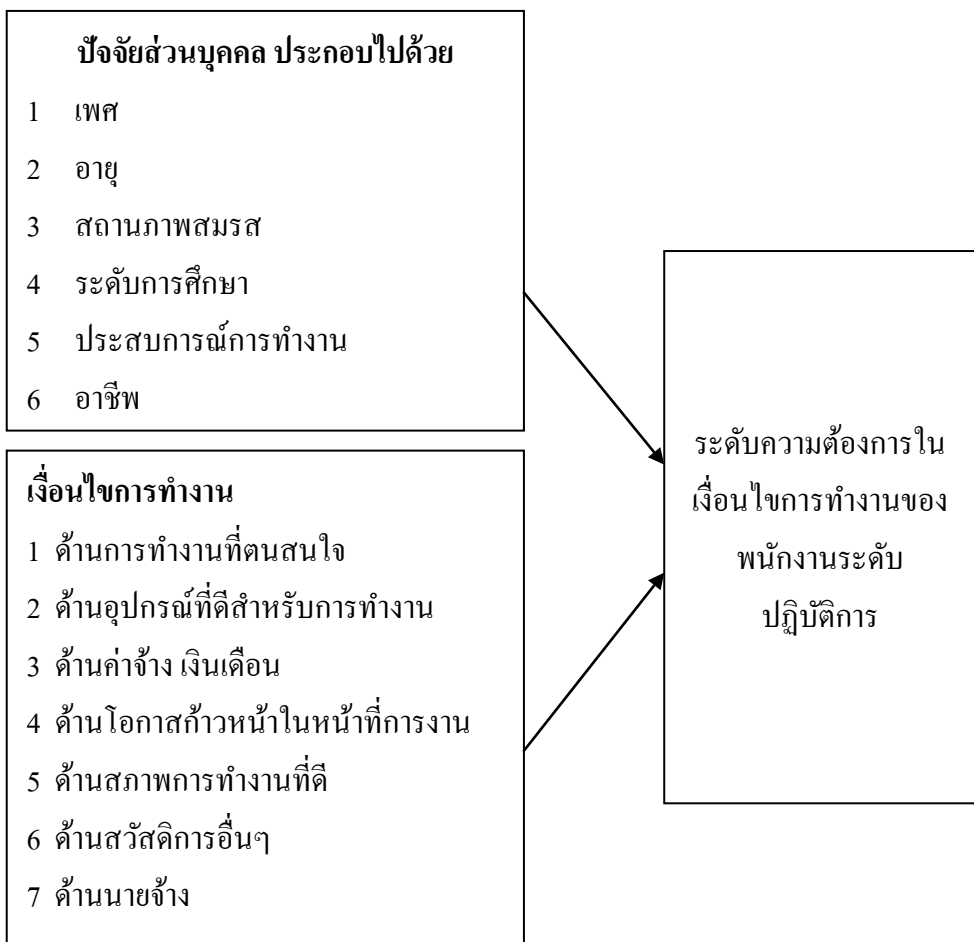 ปัจจัยส่วนบุคคล ประกอบไปด้วย
1 เพศ
2 อายุ
3 สถานภาพสมรส
4 ระดับการศึกษา
5 ประสบการณ์การทำงาน
6 อาชีพ
เงื่อนไขการทำงาน
1 ด้านการทำงานที่ตนสนใจ
2 ด้านอุปกรณ์ที่ดีสำหรับการทำงาน
3 ด้านค่าจ้าง เงินเดือน
4 ด้านโอกาสก้าวหน้าในหน้าที่การงาน
5 ด้านสภาพการทำงานที่ดี
6 ด้านสวัสดิการอื่นๆ
7 ด้านนายจ้าง
ระดับความต้องการใน
เงื่อนไขการทำงานของ
พนักงานระดับ
ปฏิบัติการ